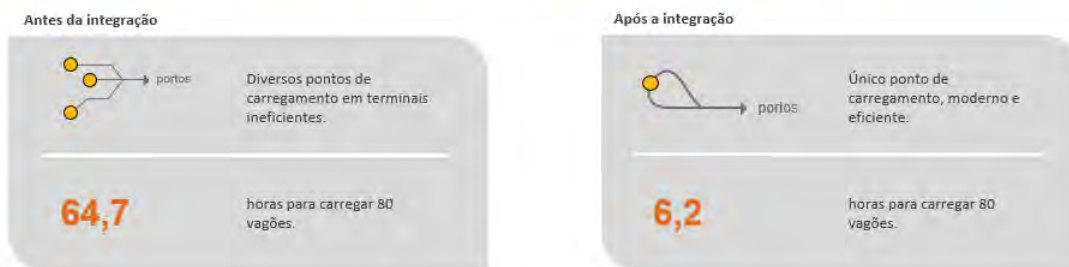 Antes da integração
portos
Diversos pontos de
carregamento em terminais
ineficientes.
64,7
horas para carregar 80
vagões.
Após a integração
portos
Único ponto de
carregamento, moderno e
eficiente.
6,2
horas para carregar 80
vagões.